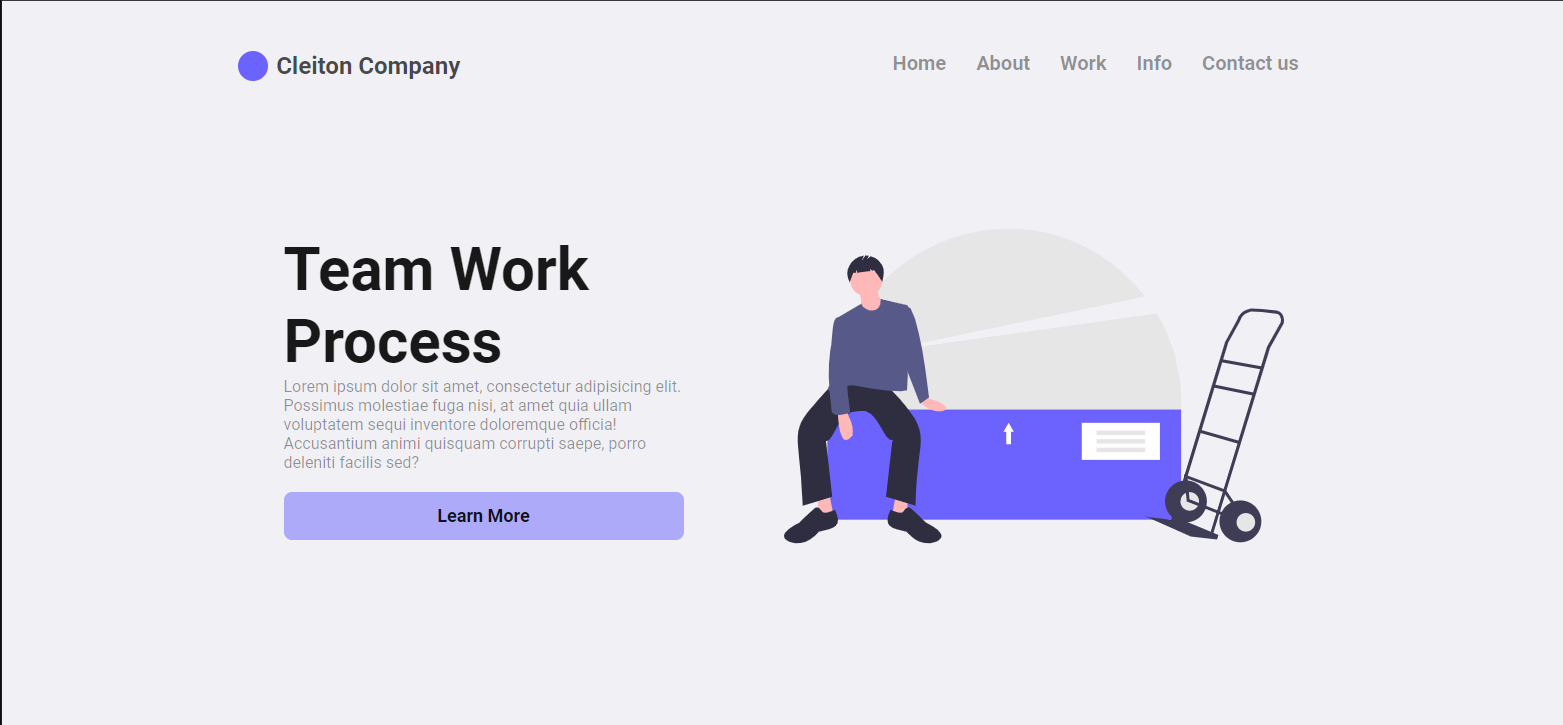 Cleiton Company
Home About Work Info Contact us
Team Work
Process
Lorem ipsum dolor sit amet, consectetur adipisicing elit.
Possimus molestiae fuga nisi, at amet quia ullam
voluptatem sequi inventore doloremque officia!
Accusantium animi quisquam corrupti saepe, porro
deleniti facilis sed?
Learn More